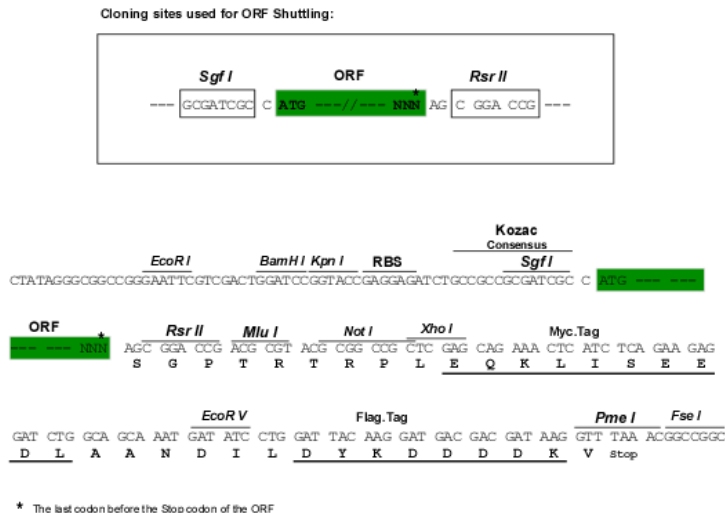 Cloning sites used for ORF Shuttling:
Sgf I ORF Rsr II
*
--- GCGATCGC C ATG ---//--- NNN AG C GGA CCG ---
Kozac
Consensus
EcoR I BamH I Kpn I RBS Sgf I
CTATAGGGCGGCCGGGAATTCGTCGACTGGATCCGGTACCGAGGAGATCTGCCGCCGCGATCGC C ATG --- ---
ORF * Rsr II Mlu I Not I Xho I Myc.Tag
--- --- NNN AGC GGA CCG ACG CGT ACG CGG CCG CTC GAG CAG AAA CTC ATC TCA GAA GAG
S G P T R T R P L E Q K L I S E E
EcoR V Flag.Tag Pme I Fse I
GAT CTG GCA GCA AAT GAT ATC CTG GAT TAC AAG GAT GAC GAC GAT AAG GTT TAA ACGGCCGGC
D L A A N D I L D Y K D D D D K V Stop
* The last codon before the Stop codon of the ORF